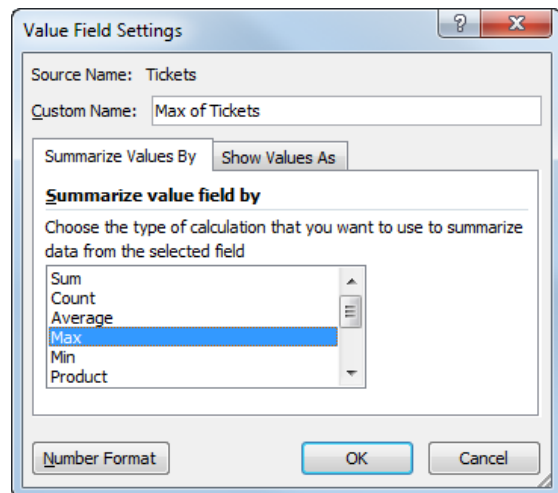 Value Field Settings
?
Source Name: Tickets
Custom Name: Max of Tickets
Summarize Values By Show Values As
Summarize value field by
Choose the type of calculation that you want to use to summarize
data from the selected field
Sum
Count
Average
Max
Min
Product
Number Format OK Cancel